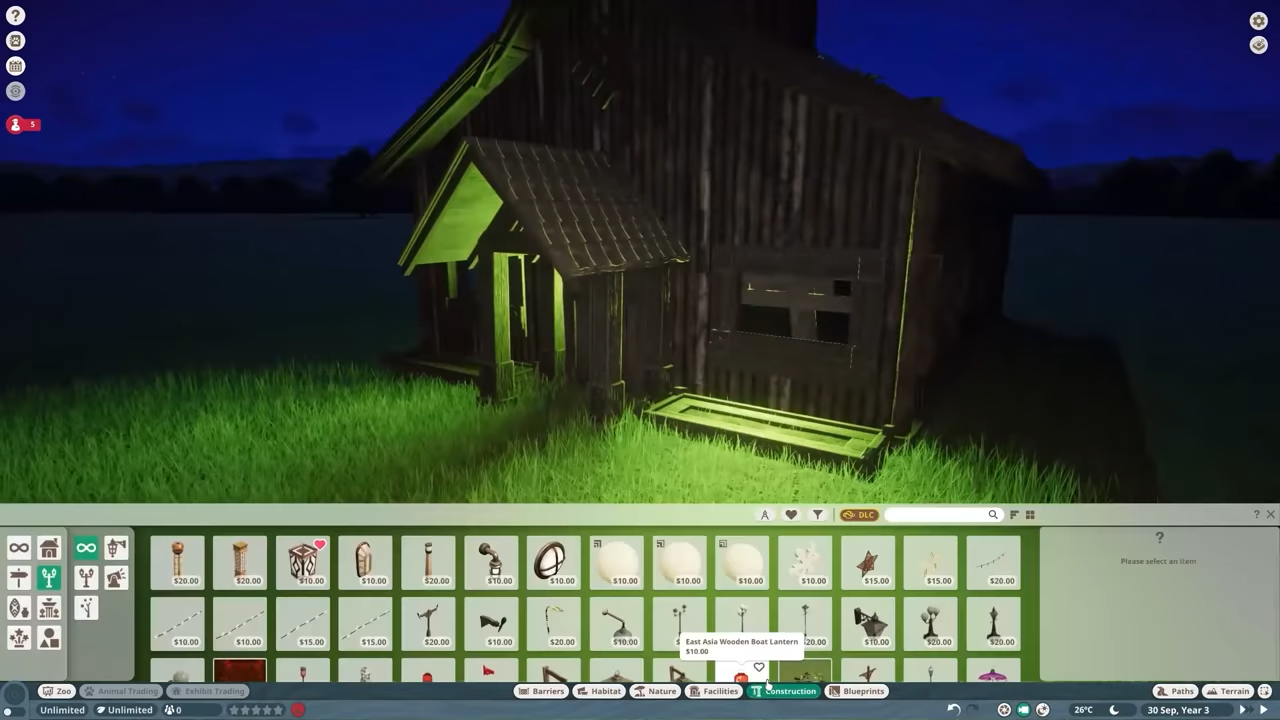 ?
5
DLC
?
?
Please select an item
$20.00 $20.00 $10.00 $10.00 $20.00 $10.00 $10.00 $10.00 $10.00 $10.00 $10.00 $15.00 $15.00 $20.00
$10.00 $10.00 $15.00 $15.00 $20.00 $10.00 $20.00 $10.00 $20.00 $10.00 $20.00 $20.00
East Asia Wooden Boat Lantern
$10.00
Zoo Animal Trading Exhibit Trading Barriers Habitat Nature Facilities Construction Blueprints Paths Terrain
Unlimited Unlimited 0 26°C 30 Sep, Year 3